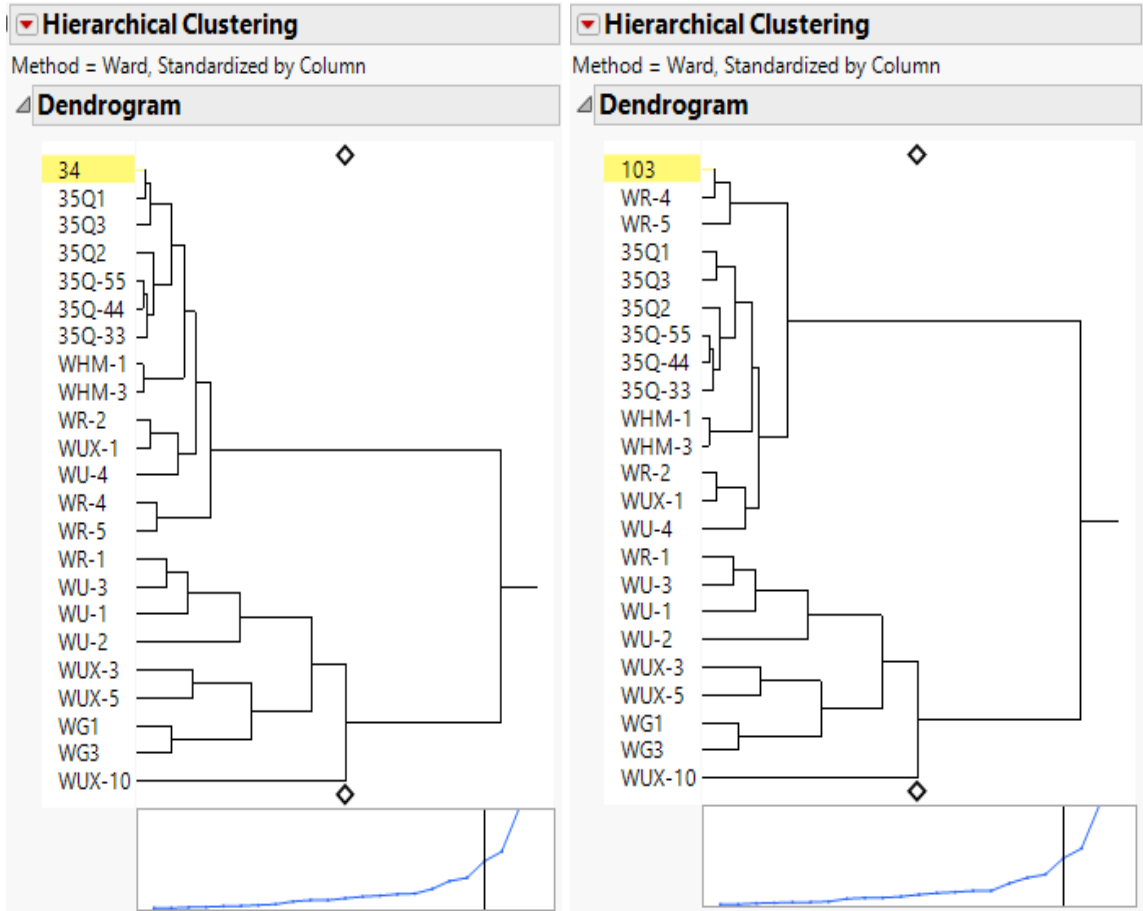 Hierarchical Clustering
Method = Ward, Standardized by Column
Dendrogram
34
35Q1
35Q3
35Q2
35Q-55
35Q-44
35Q-33
WHM-1
WHM-3
WR-2
WUX-1
WU-4
WR-4
WR-5
WR-1
WU-3
WU-1
WU-2
WUX-3
WUX-5
WG1
WG3
WUX-10
Hierarchical Clustering
Method = Ward, Standardized by Column
Dendrogram
103
WR-4
WR-5
35Q1
35Q3
35Q2
35Q-55
35Q-44
35Q-33
WHM-1
WHM-3
WR-2
WUX-1
WU-4
WR-1
WU-3
WU-1
WU-2
WUX-3
WUX-5
WG1
WG3
WUX-10